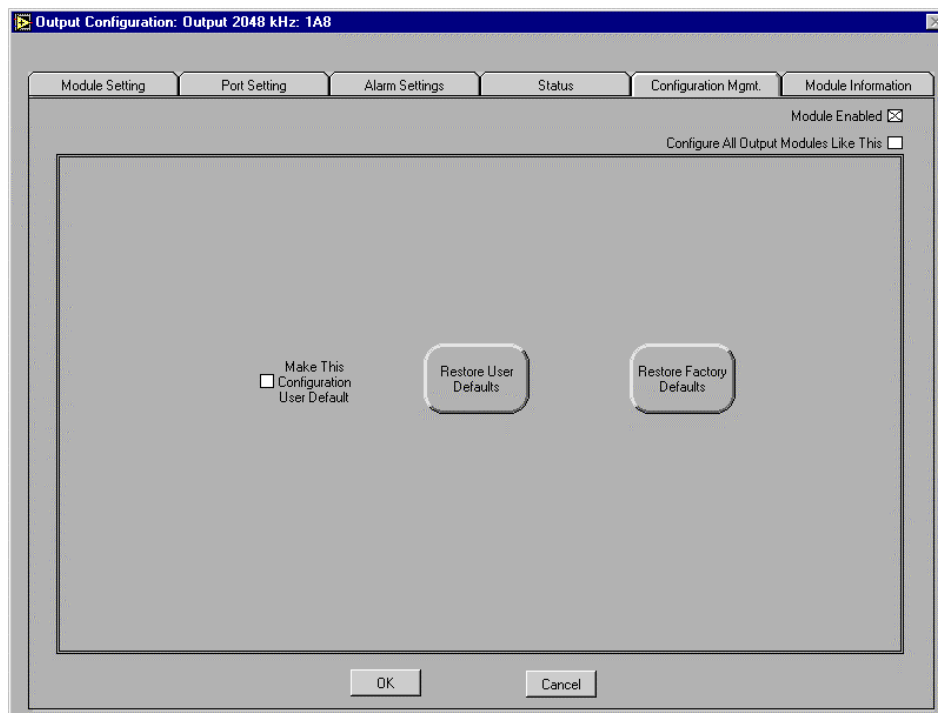 Output Configuration: Output 2048 kHz: 1A8
Module Setting
Port Setting
Alarm Settings
Status
Configuration Mgmt.
Module Information
Module Enabled
Configure All Output Modules Like This
Make This
Configuration
User Default
Restore User
Defaults
Restore Factory
Defaults
OK
Cancel